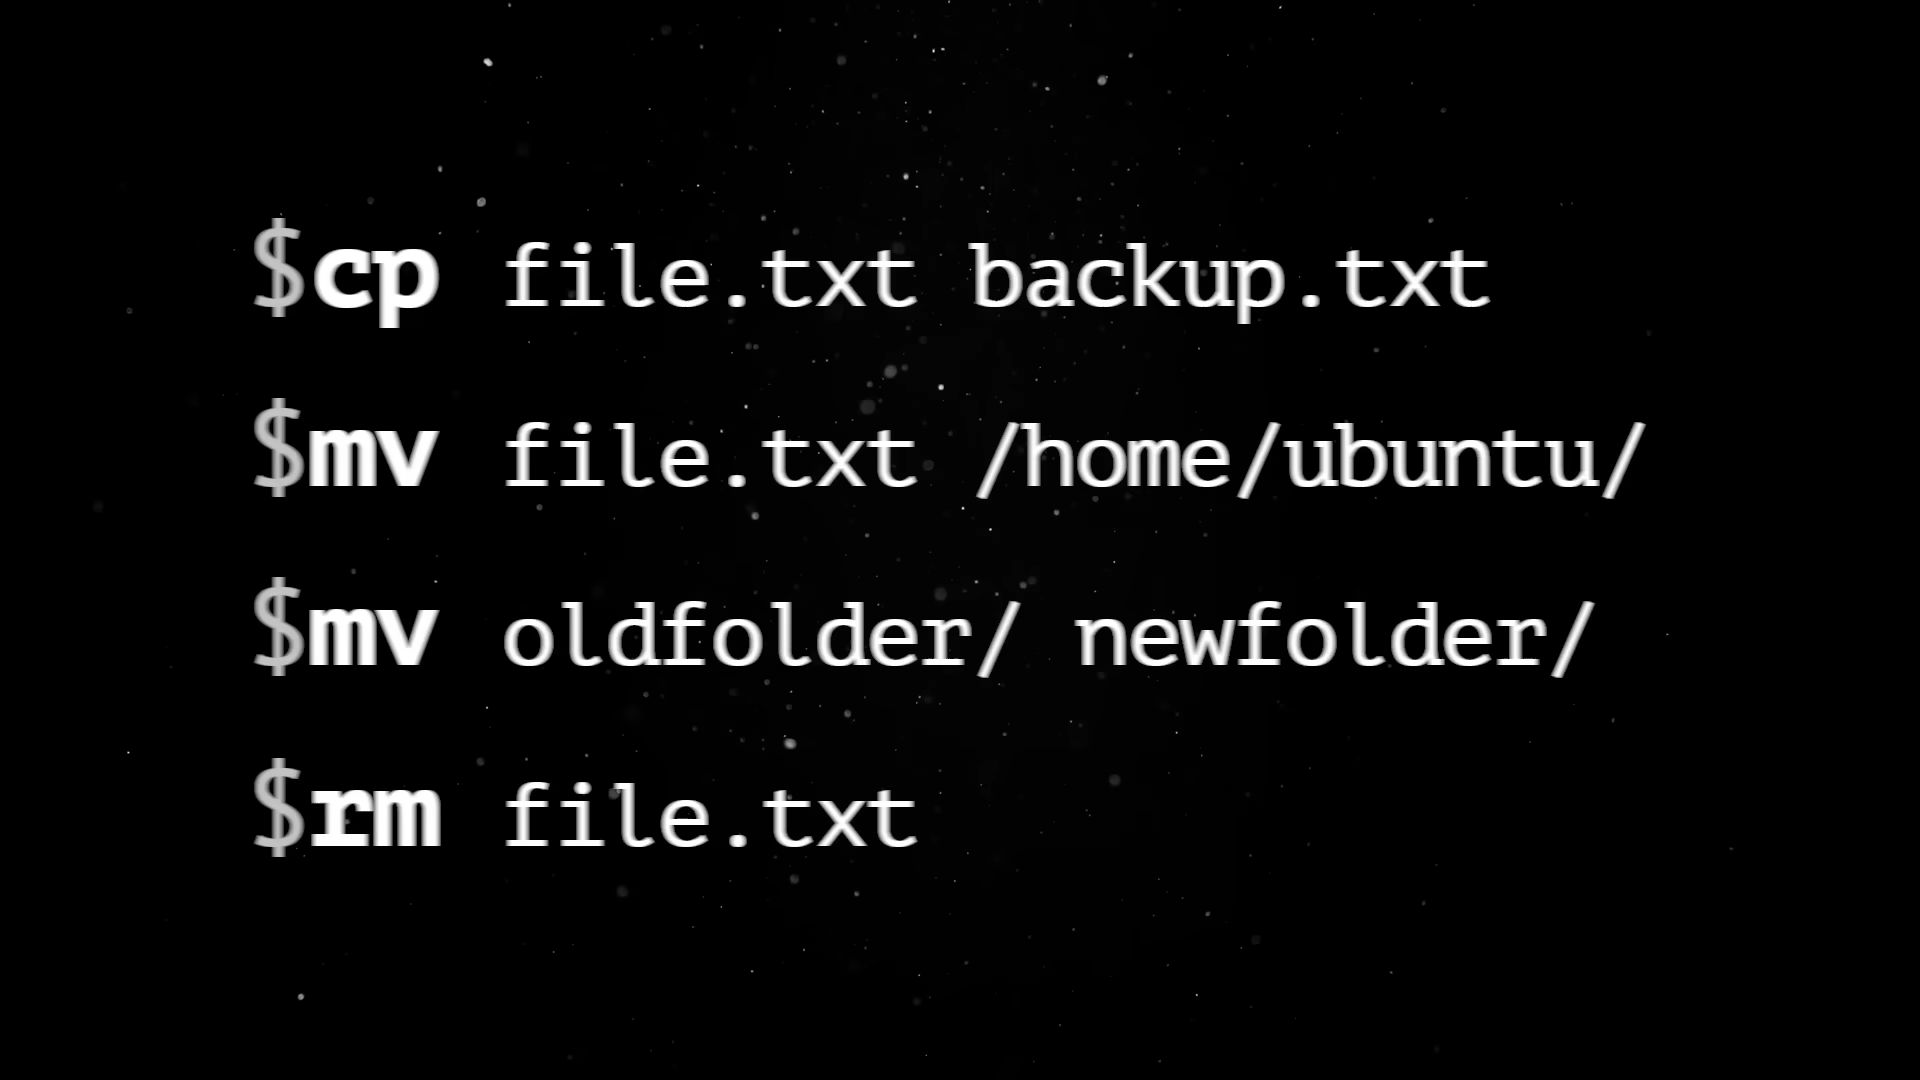 $cp file.txt backup.txt
$mv file.txt /home/ubuntu/
$mv oldfolder/ newfolder/
$rm file.txt